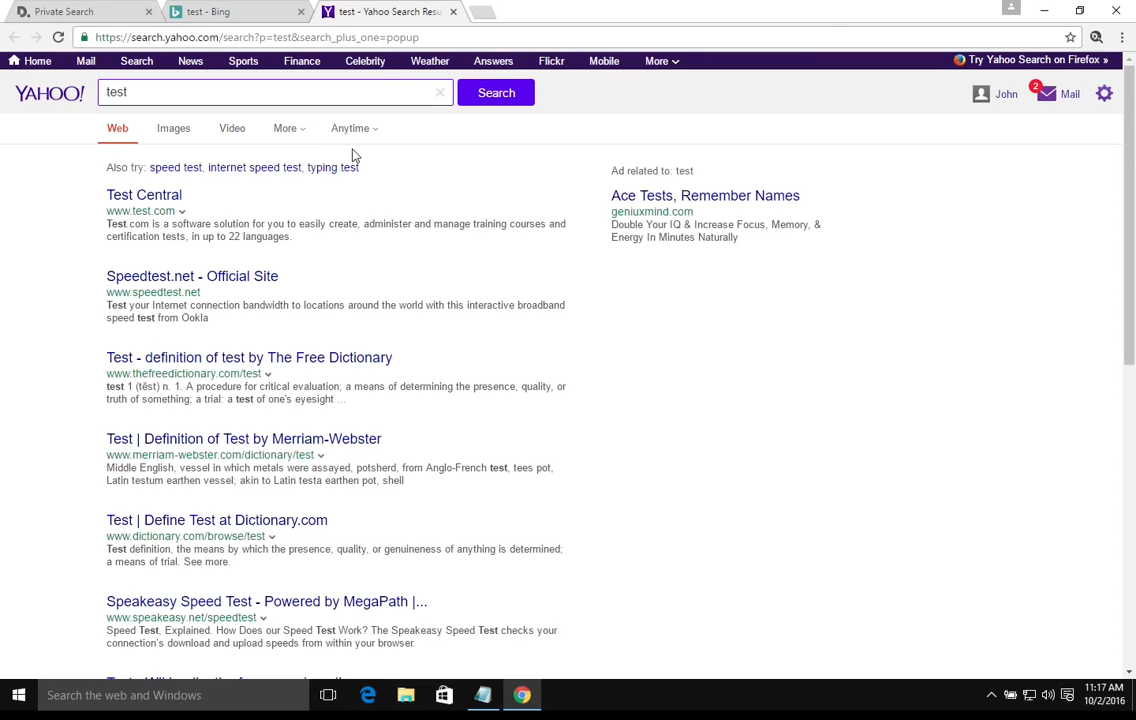 Private Search
test - Bing
test - Yahoo Search Resu
https://search.yahoo.com/search?p=test&search_plus_one=popup
Home Mail Search News Sports Finance Celebrity Weather Answers Flickr Mobile More Try Yahoo Search on Firefox »
YAHOO! test Search John 2 Mail
Web Images Video More Anytime
Also try: speed test, internet speed test, typing test
Test Central
www.test.com
Test.com is a software solution for you to easily create, administer and manage training courses and
certification tests, in up to 22 languages.
Speedtest.net - Official Site
www.speedtest.net
Test your Internet connection bandwidth to locations around the world with this interactive broadband
speed test from Ookla
Test - definition of test by The Free Dictionary
www.thefreedictionary.com/test
test 1 (tĕst) n. 1. A procedure for critical evaluation; a means of determining the presence, quality, or
truth of something; a trial: a test of one's eyesight ...
Test | Definition of Test by Merriam-Webster
www.merriam-webster.com/dictionary/test
Middle English, vessel in which metals were assayed, potsherd, from Anglo-French test, tees pot,
Latin testum earthen vessel; akin to Latin testa earthen pot, shell
Test | Define Test at Dictionary.com
www.dictionary.com/browse/test
Test definition, the means by which the presence, quality, or genuineness of anything is determined;
a means of trial. See more.
Speakeasy Speed Test - Powered by MegaPath |...
www.speakeasy.net/speedtest
Speed Test, Explained. How Does our Speed Test Work? The Speakeasy Speed Test checks your
connection's download and upload speeds from within your browser.
Ad related to: test
Ace Tests, Remember Names
geniuxmind.com
Double Your IQ & Increase Focus, Memory, &
Energy In Minutes Naturally
Search the web and Windows
11:17 AM
10/2/2016